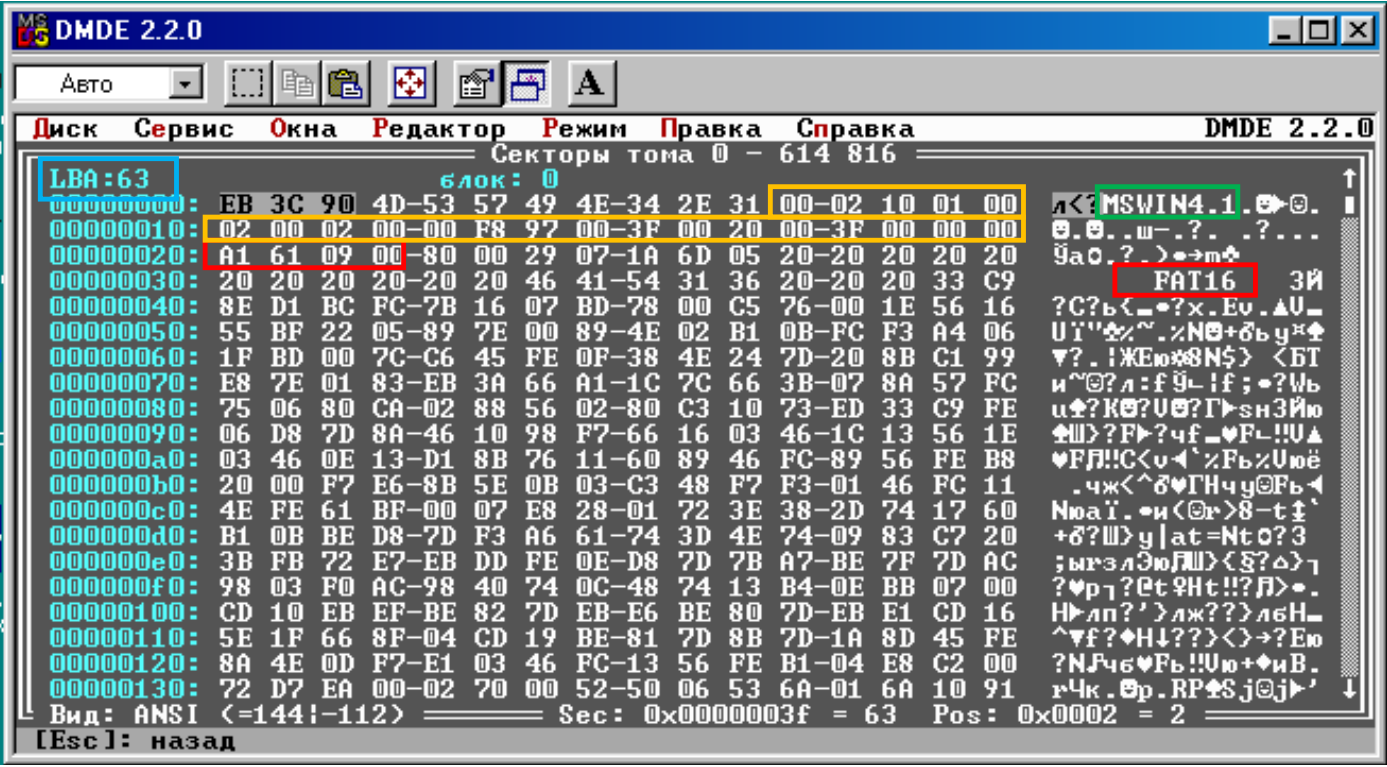 DMDE 2.2.0
Авто
A
Диск Сервис Окна Редактор Режим Правка Справка DMDE 2.2.0
Секторы тома 0 - 614 816
LBA:63 блок: 0
00000000: EB 3C 90 4D-53 57 49 4E-34 2E 31 00-02 10 01 00 л<?MSWIN4.1.☻►☺.
00000010: 02 00 02 00-00 F8 97 00-3F 00 20 00-3F 00 00 00 ☻.☻..ш—.?. .?...
00000020: A1 61 09 00-80 00 00 29 07-1A 6D 05 20-20 20 20 20
00000030: 20 20 20 20-20 20 46 41-54 31 36 20-20 20 33 C9 FAT16 3Й
00000040: 8E D1 BC FC-7B 16 07 BD-78 00 C5 76-00 1E 56 16
00000050: 55 BF 22 05-89 7E 00 89-4E 02 B1 0B-FC F3 A4 06
00000060: 1F BD 00 7C-C6 45 FE 0F-38 4E 24 7D-20 8B C1 99
00000070: E8 7E 01 83-EB 3A 66 A1-1C 7C 66 3B-07 8A 57 FC
00000080: 75 06 80 CA-02 88 56 02-80 C3 10 73-ED 33 C9 FE
00000090: 06 D8 7D 8A-46 10 98 F7-66 16 03 46-1C 13 56 1E
000000a0: 03 46 0E 13-D1 8B 76 11-60 89 46 FC-89 56 FE B8
000000b0: 20 00 F7 E6-8B 5E 0B 03-C3 48 F7 F3-01 46 FC 11
000000c0: 4E FE 61 BF-00 07 E8 28-01 72 3E 38-2D 74 17 60
000000d0: B1 0B BE D8-7D F3 A6 61-74 3D 4E 74-09 83 C7 20
000000e0: 3B FB 72 E7-EB DD FE 0E-D8 7D 7B A7-BE 7F 7D AC
000000f0: 98 03 F0 AC-98 40 74 0C-48 74 13 B4-0E BB 07 00
00000100: CD 10 EB EF-BE 82 7D EB-E6 BE 80 7D-EB E1 CD 16
00000110: 5E 1F 66 8F-04 CD 19 BE-81 7D 8B 7D-1A 8D 45 FE
00000120: 8A 4E 0D F7-E1 03 46 FC-13 56 FE B1-04 E8 C2 00
00000130: 72 D7 EA 00-02 70 00 52-50 06 53 6A-01 6A 10 91
Вид: ANSI (=144|-112) Sec: 0x0000003f = 63 Pos: 0x0002 = 2
[Esc]: назад